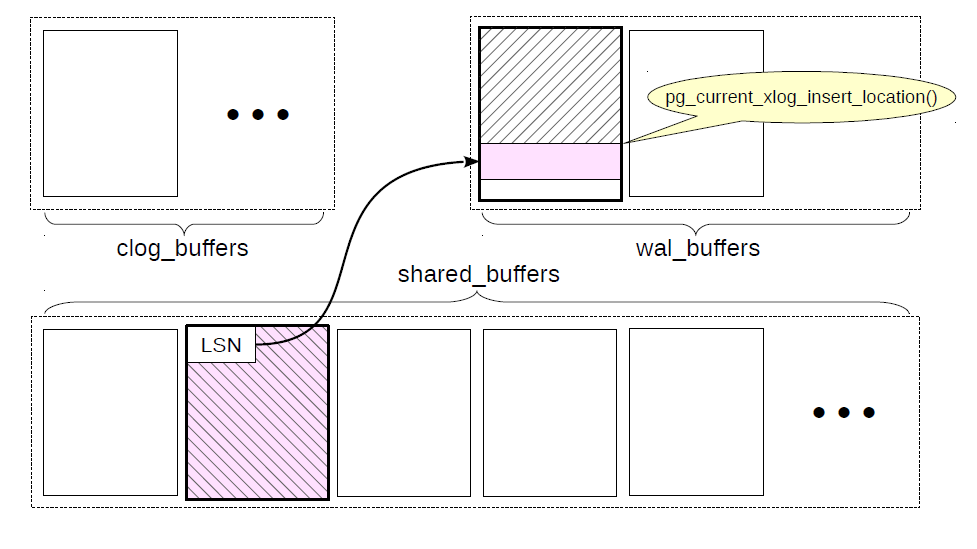 pg_current_xlog_insert_location()
clog_buffers
wal_buffers
shared_buffers
LSN